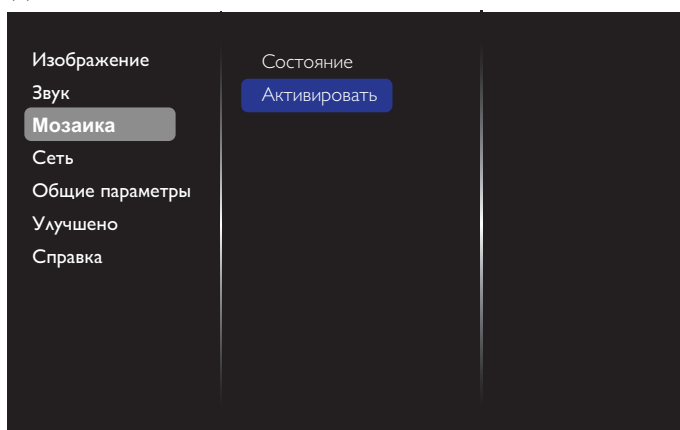 Изображение
Звук
Мозаика
Сеть
Общие параметры
Улучшено
Справка
Состояние
Активировать